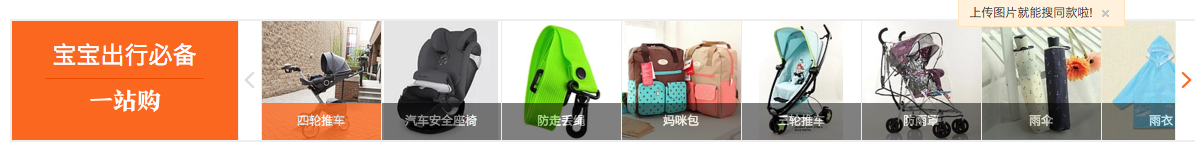 上传图片就能搜同款啦!
宝宝出行必备
一站购
四轮推车
汽车安全座椅
防走丢绳
妈咪包
三轮推车
防雨罩
雨伞
雨衣